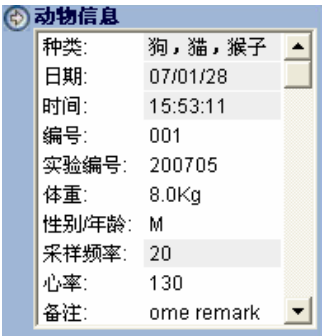 动物信息
种类: 狗，猫，猴子
日期: 07/01/28
时间: 15:53:11
编号: 001
实验编号: 200705
体重: 8.0Kg
性别/年龄: M
采样频率: 20
心率: 130
备注: ome remark